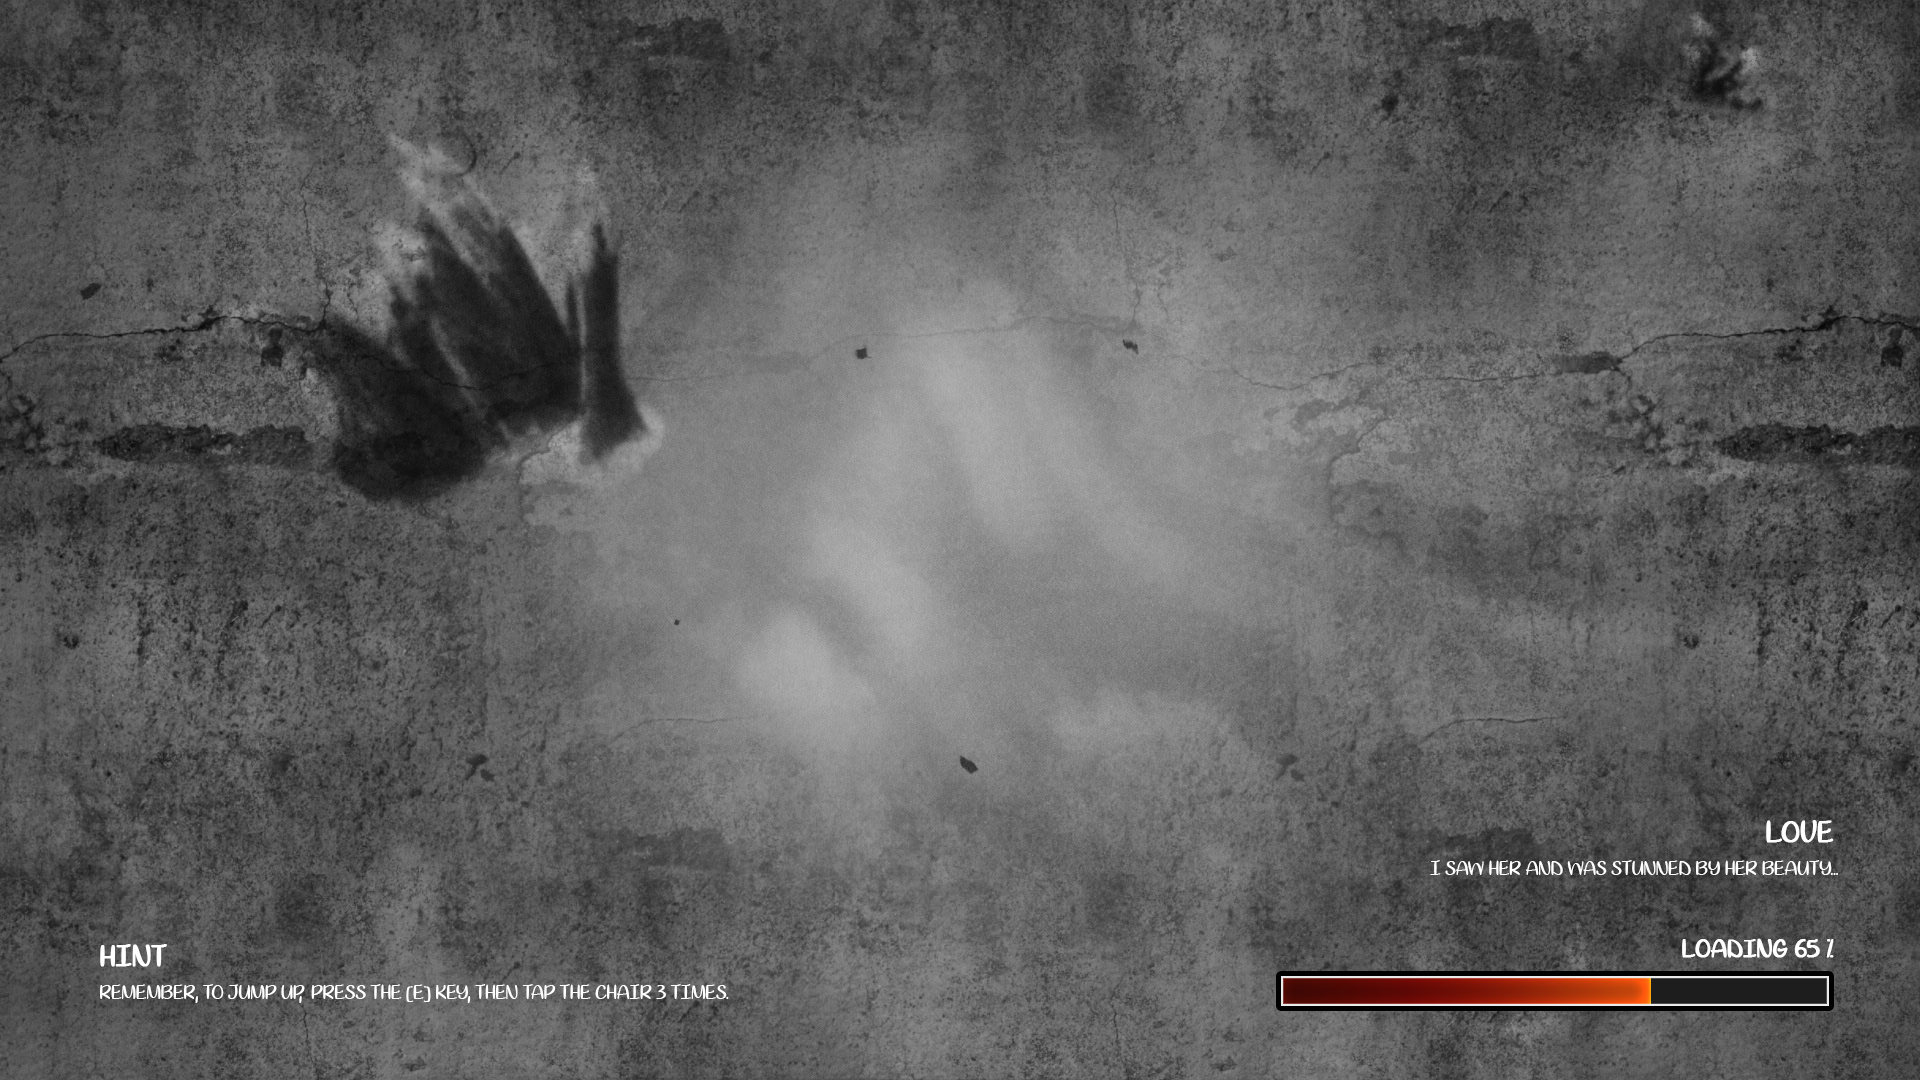 LOVE
I SAW HER AND WAS STUNNED BY HER BEAUTY...
HINT
REMEMBER, TO JUMP UP, PRESS THE (E) KEY, THEN TAP THE CHAIR 3 TIMES.
LOADING 65 %